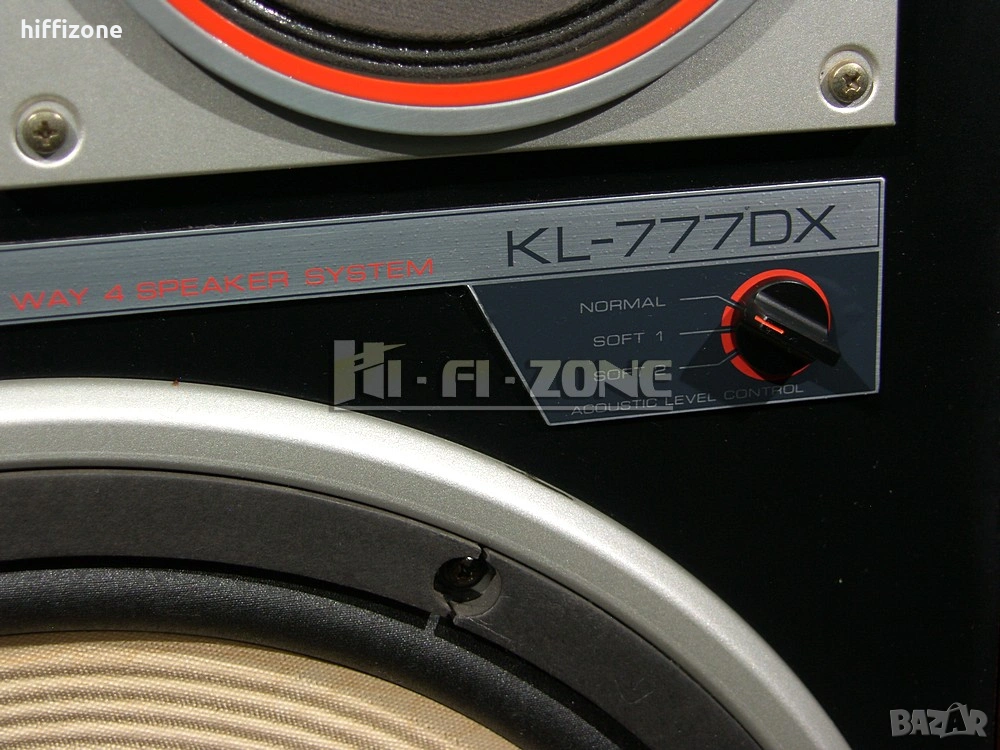 hiffizone
KL-777DX
WAY 4 SPEAKER SYSTEM
NORMAL
SOFT 1
SOFT 2
ACOUSTIC LEVEL CONTROL
HI-FI-ZONE
BAZAR